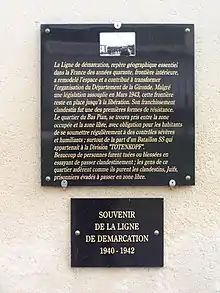 La Ligne de démarcation, repère géographique essentiel
dans la France des années quarante, frontière intérieure,
a remodelé l'espace et a contribué à transformer
l'organisation du Département de la Gironde. Malgré
une législation assouplie en Mars 1943, cette frontière
reste en place jusqu'à la libération. Son franchissement
clandestin fut une des premières formes de résistance.
Le quartier du Bas Pian, se trouva pris entre la zone
occupée et la zone libre, avec obligation pour les habitants
de se soumettre régulièrement à des contrôles sévères
et humiliants ; surtout de la part d'un Bataillon SS qui
appartenait à la Division "TOTENKOPF".
Beaucoup de personnes furent tuées ou blessées en
essayant de passer clandestinement ; les gens de ce
quartier aidèrent comme ils purent les clandestins, Juifs,
prisonniers évadés à passer en zone libre.
SOUVENIR
DE LA LIGNE
DE DEMARCATION
1940 - 1942